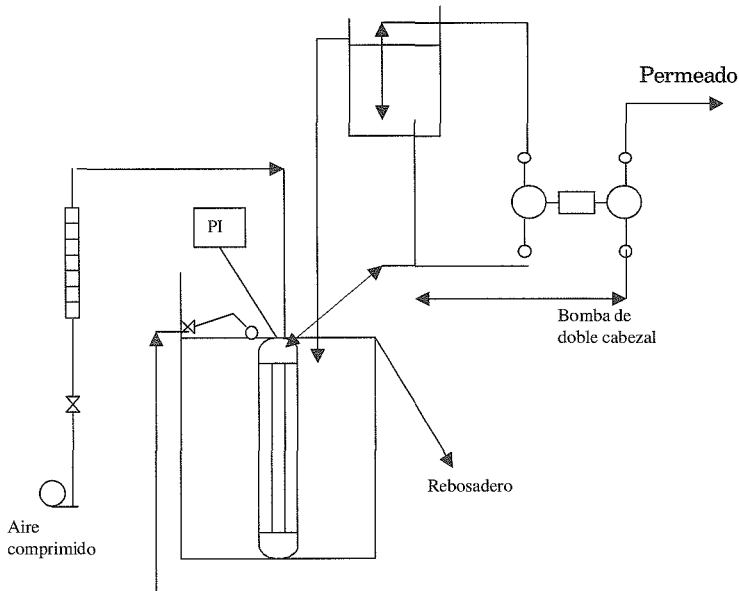 Permeado
PI
Bomba de
doble cabezal
Rebosadero
Aire
comprimido